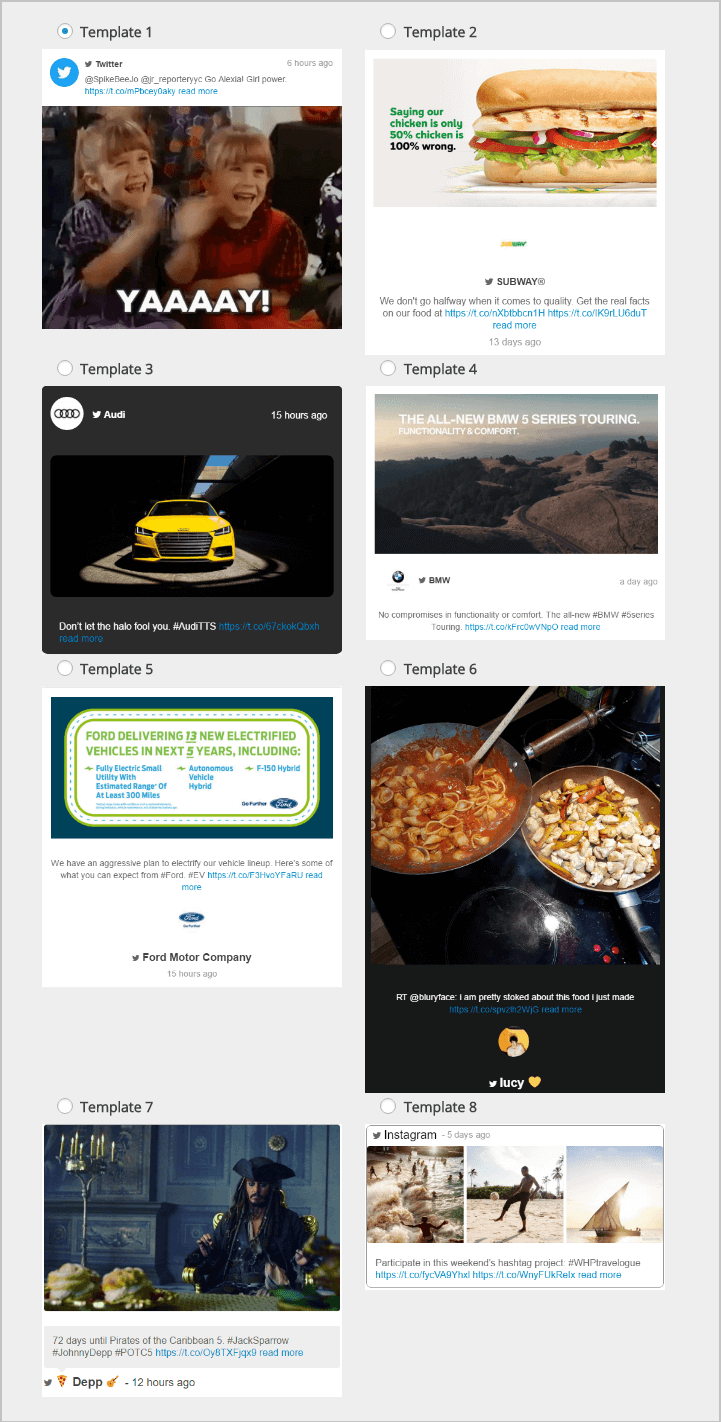 Template 1
Twitter
6 hours ago
@SpikeBeeJo @jr_reporteryyc Go Alexia! Girl power.
https://t.co/mPbcey0aky read more
YAAAAY!
Template 2
Saying our
chicken is only
50% chicken is
100% wrong.
SUBWAY
SUBWAY®
We don't go halfway when it comes to quality. Get the real facts
on our food at https://t.co/nXbtbbcn1H https://t.co/IK9rLU6duT
read more
13 days ago
Template 3
Audi
15 hours ago
Don't let the halo fool you. #AudiTTS https://t.co/67ckokQbxh
read more
Template 4
THE ALL-NEW BMW 5 SERIES TOURING.
FUNCTIONALITY & COMFORT.
BMW
a day ago
No compromises in functionality or comfort. The all-new #BMW #5series
Touring. https://t.co/kFrc0wVNpO read more
Template 5
FORD DELIVERING 13 NEW ELECTRIFIED
VEHICLES IN NEXT 5 YEARS, INCLUDING:
Fully Electric Small
Utility With
Estimated Range* Of
At Least 300 Miles
Autonomous
Vehicle
Hybrid
F-150 Hybrid
Go Further
Ford
We have an aggressive plan to electrify our vehicle lineup. Here's some of
what you can expect from #Ford. #EV https://t.co/F3HvoYFaRU read
more
Ford
Go Further
Ford Motor Company
15 hours ago
Template 6
RT @bluryface: i am pretty stoked about this food i just made
https://t.co/spvzlh2WjG read more
lucy 💛
Template 7
72 days until Pirates of the Caribbean 5. #JackSparrow
#JohnnyDepp #POTC5 https://t.co/Oy8TXFjqx9 read more
🍕 Depp 🎸 - 12 hours ago
Template 8
Instagram - 5 days ago
Participate in this weekend's hashtag project: #WHPtravelogue
https://t.co/fycVA9Yhxl https://t.co/WnyFUkRefx read more